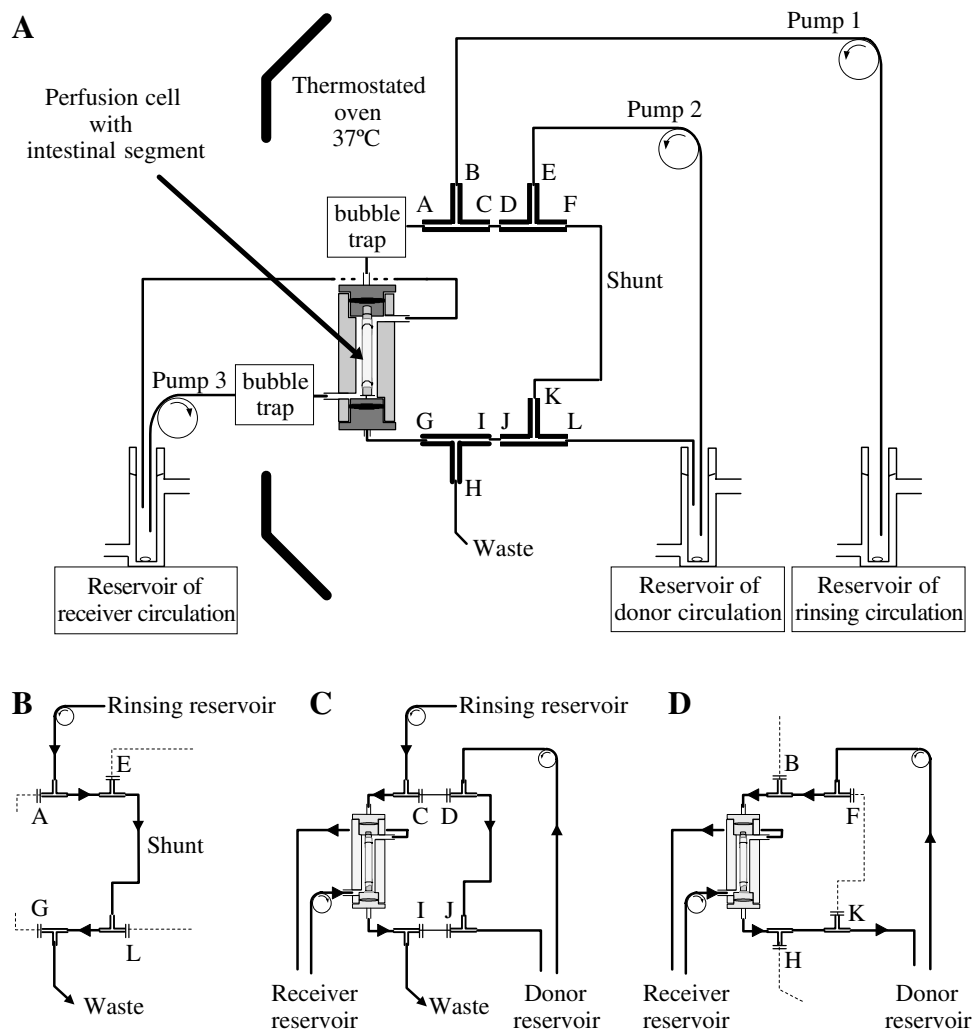 A
Pump 1
Thermostated
oven
37ºC
Perfusion cell
with
intestinal segment
Pump 2
B
E
A
C
D
F
bubble
trap
Shunt
Pump 3
bubble
trap
K
G
I
J
L
H
Waste
Reservoir of
receiver circulation
Reservoir of
donor circulation
Reservoir of
rinsing circulation
B
Rinsing reservoir
E
A
Shunt
G
L
Waste
C
Rinsing reservoir
C
D
I
J
Receiver
reservoir
Waste
Donor
reservoir
D
B
F
K
H
Receiver
reservoir
Donor
reservoir